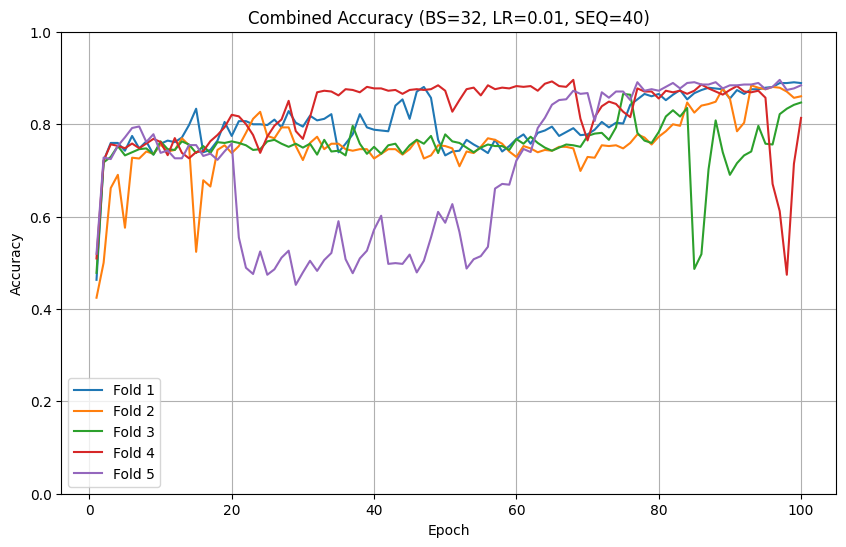 Combined Accuracy (BS=32, LR=0.01, SEQ=40)
1.0
0.8
0.6
0.4
0.2
0.0
Accuracy
Fold 1
Fold 2
Fold 3
Fold 4
Fold 5
0 20 40 60 80 100
Epoch